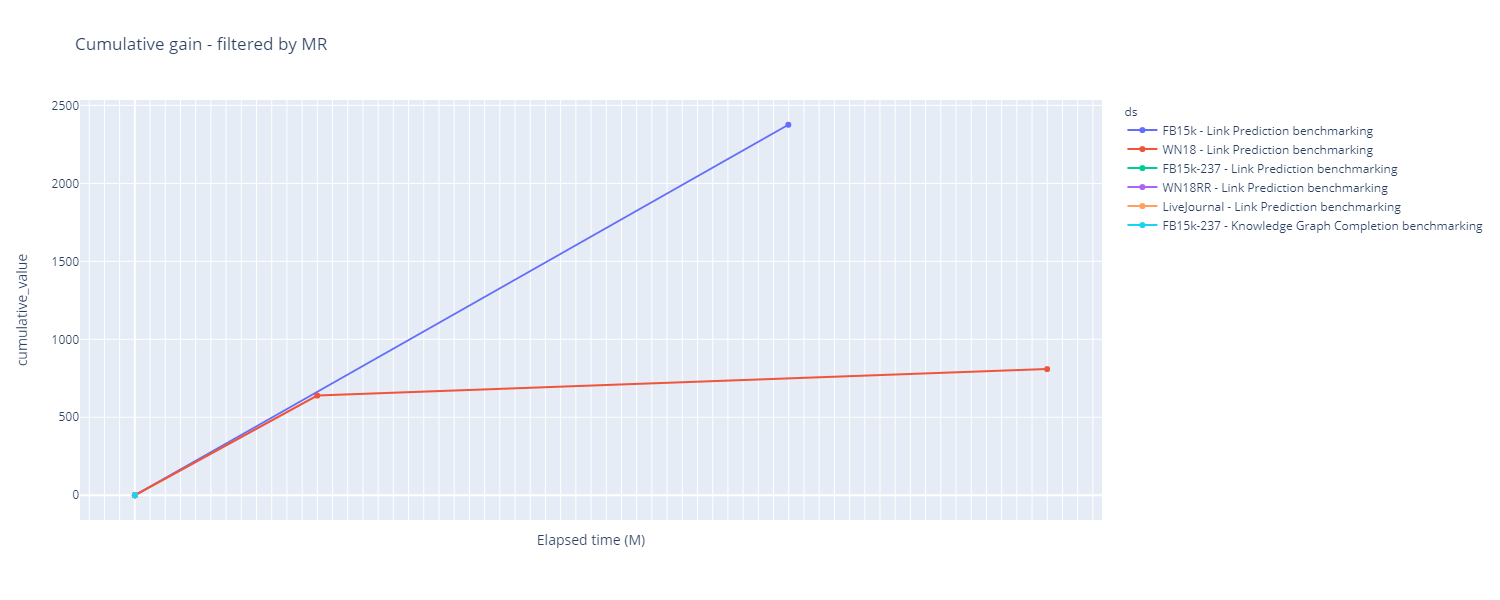 Cumulative gain - filtered by MR
2500
2000
1500
1000
500
0
cumulative_value
Elapsed time (M)
ds
FB15k - Link Prediction benchmarking
WN18 - Link Prediction benchmarking
FB15k-237 - Link Prediction benchmarking
WN18RR - Link Prediction benchmarking
LiveJournal - Link Prediction benchmarking
FB15k-237 - Knowledge Graph Completion benchmarking